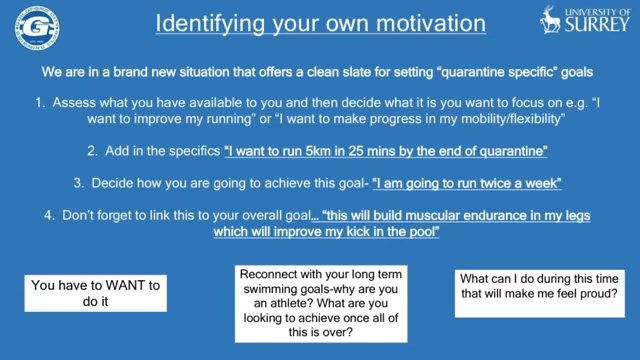 Identifying your own motivation
UNIVERSITY OF
SURREY
G
We are in a brand new situation that offers a clean slate for setting “quarantine specific” goals
1. Assess what you have available to you and then decide what it is you want to focus on e.g. “I
want to improve my running” or “I want to make progress in my mobility/flexibility”
2. Add in the specifics “I want to run 5km in 25 mins by the end of quarantine”
3. Decide how you are going to achieve this goal- “I am going to run twice a week”
4. Don’t forget to link this to your overall goal… “this will build muscular endurance in my legs
which will improve my kick in the pool”
You have to WANT to
do it
Reconnect with your long term
swimming goals-why are you
an athlete? What are you
looking to achieve once all of
this is over?
What can I do during this time
that will make me feel proud?